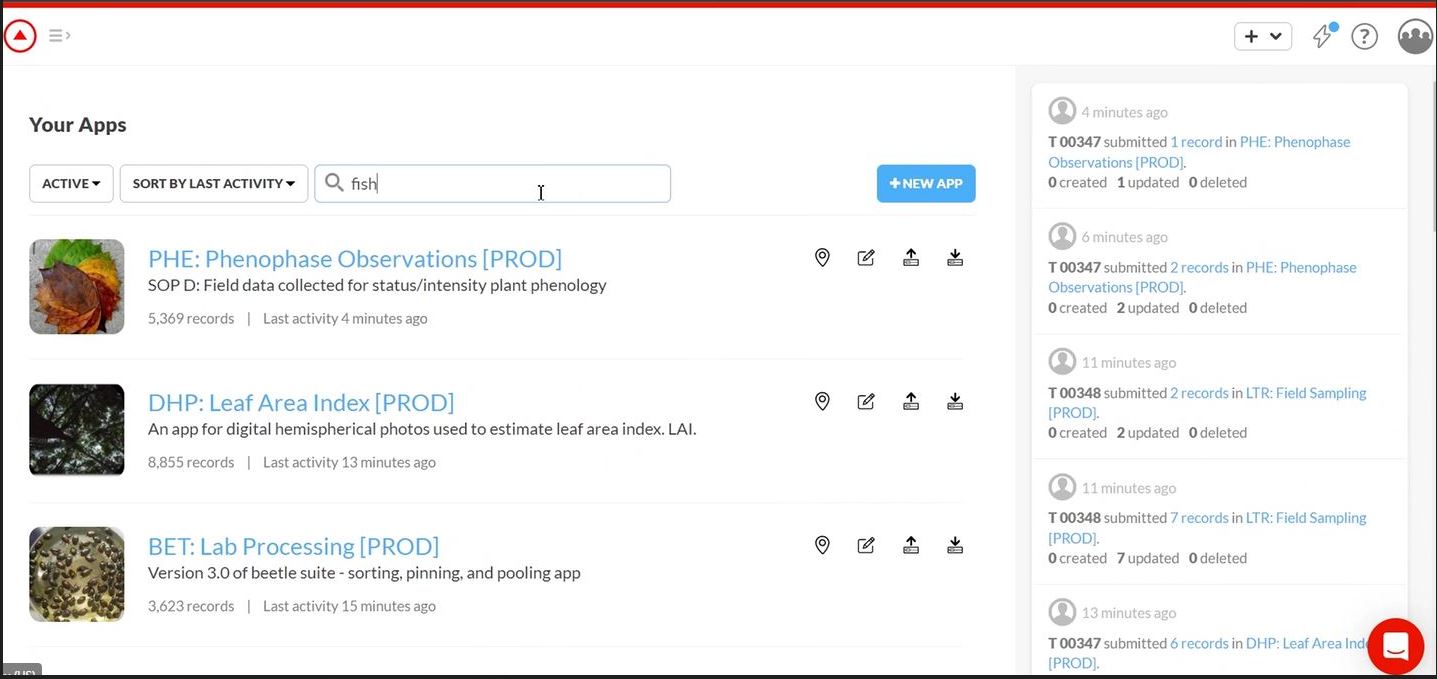 Your Apps
ACTIVE
SORT BY LAST ACTIVITY
fish
+ NEW APP
PHE: Phenophase Observations [PROD]
SOP D: Field data collected for status/intensity plant phenology
5,369 records | Last activity 4 minutes ago
DHP: Leaf Area Index [PROD]
An app for digital hemispherical photos used to estimate leaf area index. LAI.
8,855 records | Last activity 13 minutes ago
BET: Lab Processing [PROD]
Version 3.0 of beetle suite - sorting, pinning, and pooling app
3,623 records | Last activity 15 minutes ago
4 minutes ago
T 00347 submitted 1 record in PHE: Phenophase
Observations [PROD].
0 created 1 updated 0 deleted
6 minutes ago
T 00347 submitted 2 records in PHE: Phenophase
Observations [PROD].
0 created 2 updated 0 deleted
11 minutes ago
T 00348 submitted 2 records in LTR: Field Sampling
[PROD].
0 created 2 updated 0 deleted
11 minutes ago
T 00348 submitted 7 records in LTR: Field Sampling
[PROD].
0 created 7 updated 0 deleted
13 minutes ago
T 00347 submitted 6 records in DHP: Leaf Area
[PROD].